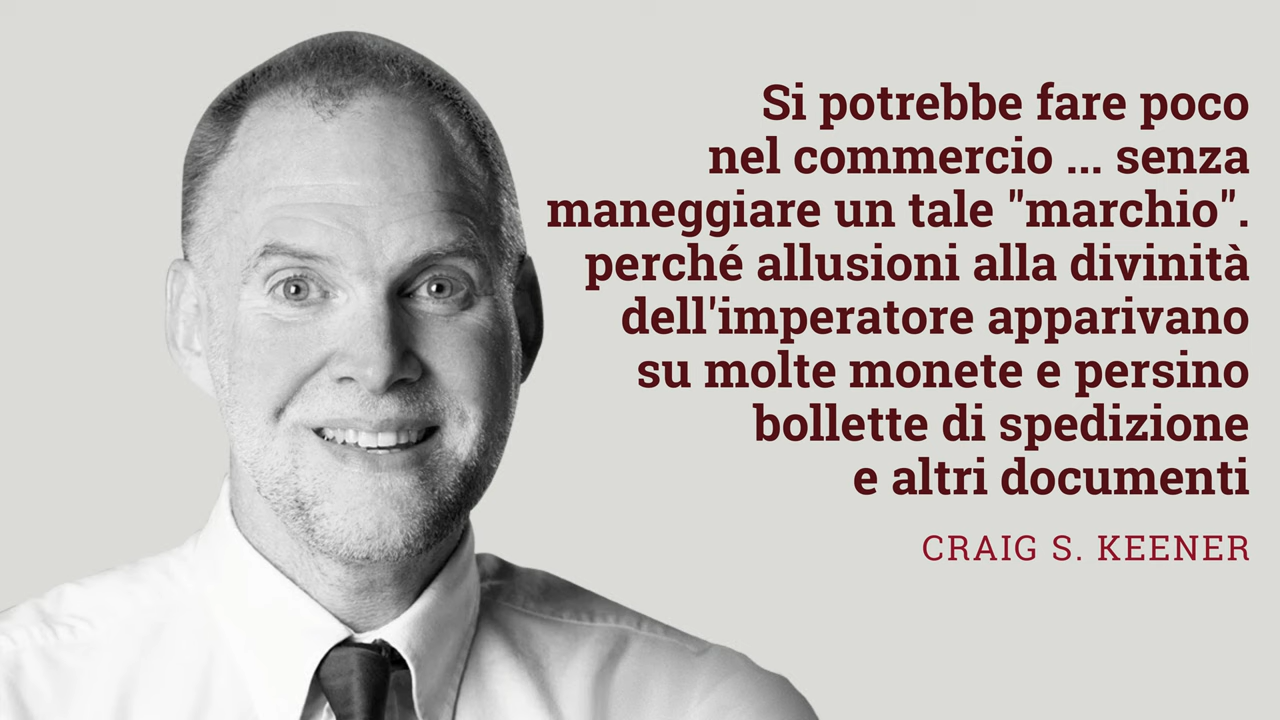 Si potrebbe fare poco
nel commercio ... senza
maneggiare un tale "marchio".
perché allusioni alla divinità
dell'imperatore apparivano
su molte monete e persino
bollette di spedizione
e altri documenti
CRAIG S. KEENER